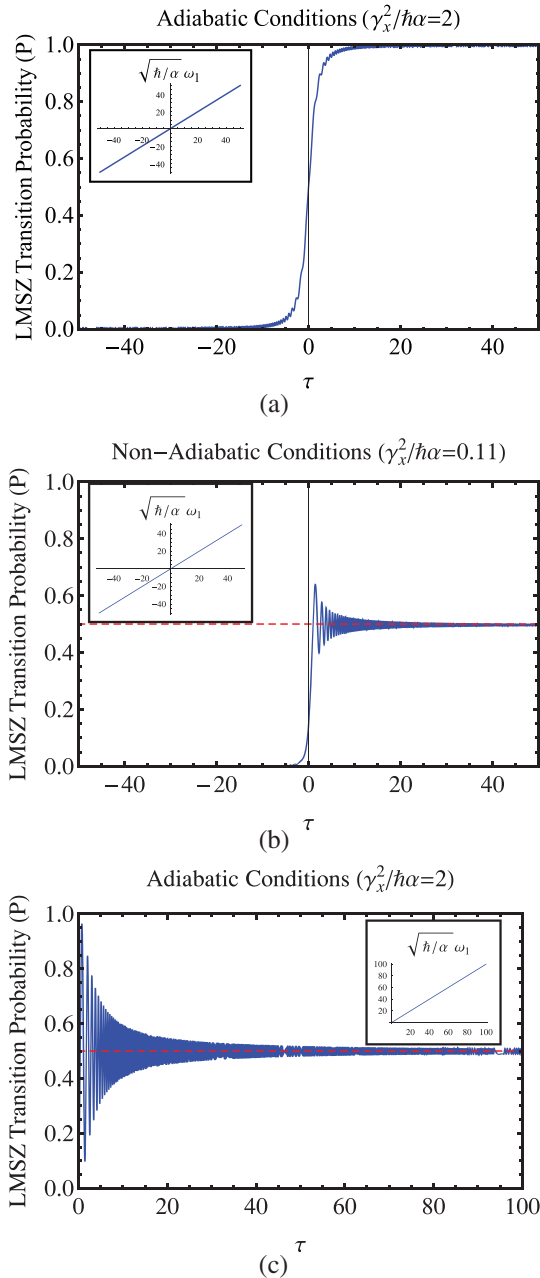 Adiabatic Conditions (γₓ²/ħα=2)
LMSZ Transition Probability (P)
1.0
0.8
0.6
0.4
0.2
0.0
√ħ/α ω₁
40
20
−40 −20 20 40
−20
−40
−40 −20 0 20 40
τ
(a)
Non−Adiabatic Conditions (γₓ²/ħα=0.11)
LMSZ Transition Probability (P)
1.0
0.8
0.6
0.4
0.2
0.0
√ħ/α ω₁
40
20
−40 −20 20 40
−20
−40
−40 −20 0 20 40
τ
(b)
Adiabatic Conditions (γₓ²/ħα=2)
LMSZ Transition Probability (P)
1.0
0.8
0.6
0.4
0.2
0.0
√ħ/α ω₁
100
80
60
40
20
20 40 60 80 100
0 20 40 60 80 100
τ
(c)